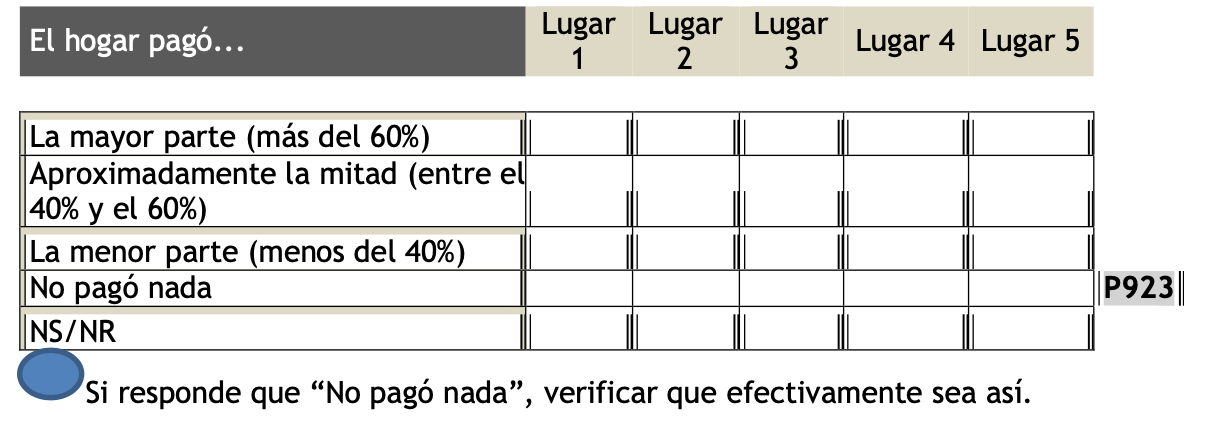 El hogar pagó... Lugar 1 Lugar 2 Lugar 3 Lugar 4 Lugar 5
La mayor parte (más del 60%)
Aproximadamente la mitad (entre el
40% y el 60%)
La menor parte (menos del 40%)
No pagó nada P923
NS/NR
Si responde que “No pagó nada”, verificar que efectivamente sea así.